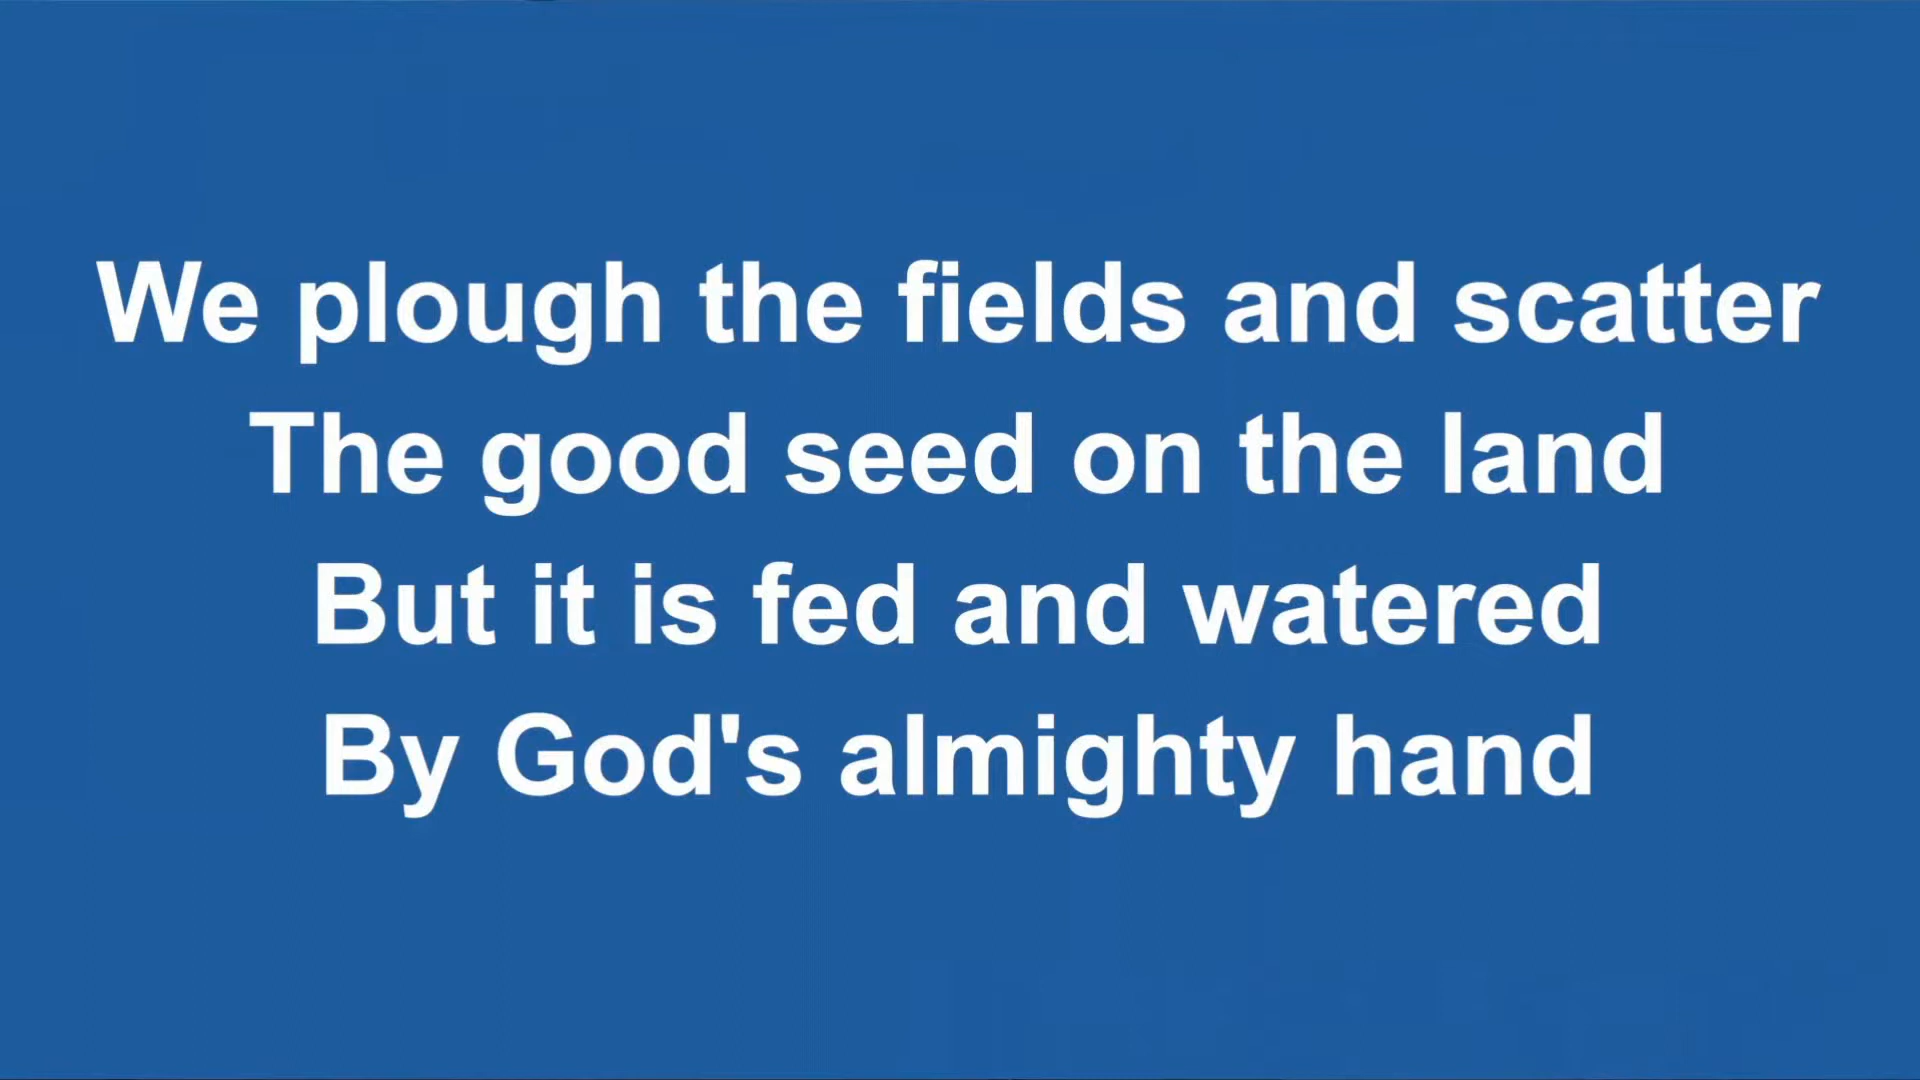 We plough the fields and scatter
The good seed on the land
But it is fed and watered
By God's almighty hand